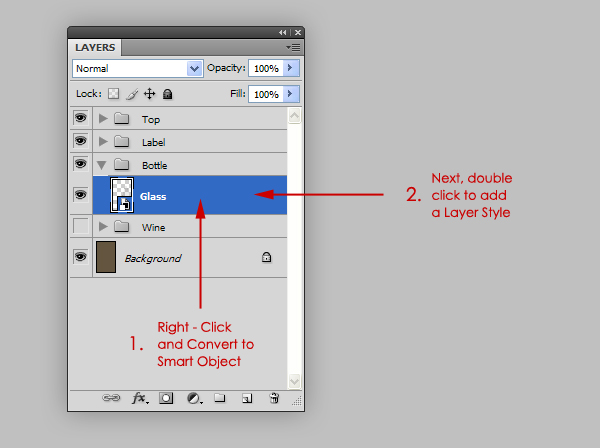 LAYERS
Normal Opacity: 100%
Lock: Fill: 100%
Top
Label
Bottle
Glass
Wine
Background
fx
1. Right - Click
and Convert to
Smart Object
2. Next, double
click to add
a Layer Style